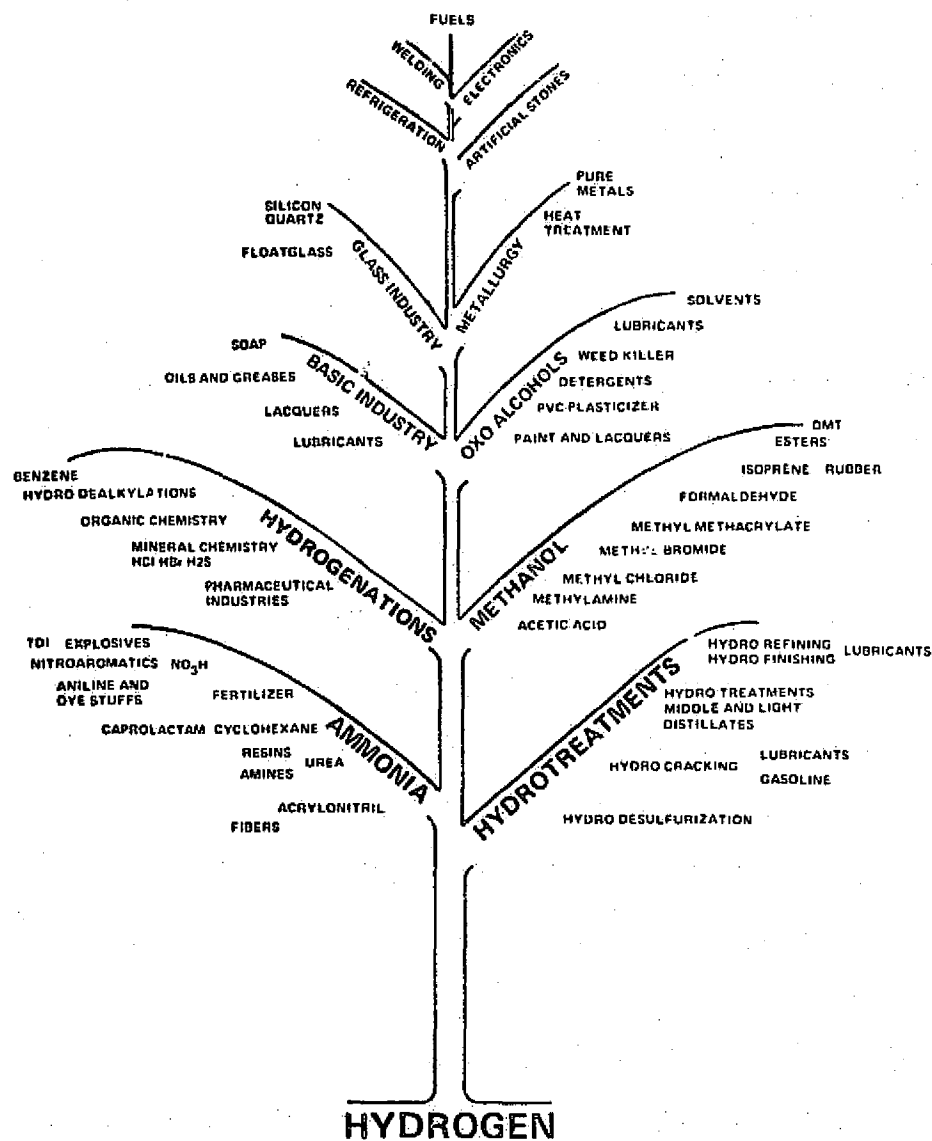 FUELS
WELDING
ELECTRONICS
REFRIGERATION
ARTIFICIAL STONES
PURE
METALS
HEAT
TREATMENT
METALLURGY
SILICON
QUARTZ
FLOATGLASS
GLASS INDUSTRY
SOLVENTS
LUBRICANTS
WEED KILLER
DETERGENTS
PVC PLASTICIZER
PAINT AND LACQUERS
OXO ALCOHOLS
SOAP
OILS AND GREASES
LACQUERS
LUBRICANTS
BASIC INDUSTRY
DMT
ESTERS
ISOPRENE RUBBER
FORMALDEHYDE
METHYL METHACRYLATE
METHYL BROMIDE
METHYL CHLORIDE
METHYLAMINE
ACETIC ACID
METHANOL
BENZENE
HYDRO DEALKYLATIONS
ORGANIC CHEMISTRY
MINERAL CHEMISTRY
HCl HBr H2S
PHARMACEUTICAL
INDUSTRIES
HYDROGENATIONS
TDI EXPLOSIVES
NITROAROMATICS NO3H
ANILINE AND
DYE STUFFS
FERTILIZER
CAPROLACTAM CYCLOHEXANE
RESINS
UREA
AMINES
ACRYLONITRIL
FIBERS
AMMONIA
HYDRO REFINING
HYDRO FINISHING
LUBRICANTS
HYDRO TREATMENTS
MIDDLE AND LIGHT
DISTILLATES
HYDRO CRACKING
LUBRICANTS
GASOLINE
HYDRO DESULFURIZATION
HYDROTREATMENTS
HYDROGEN